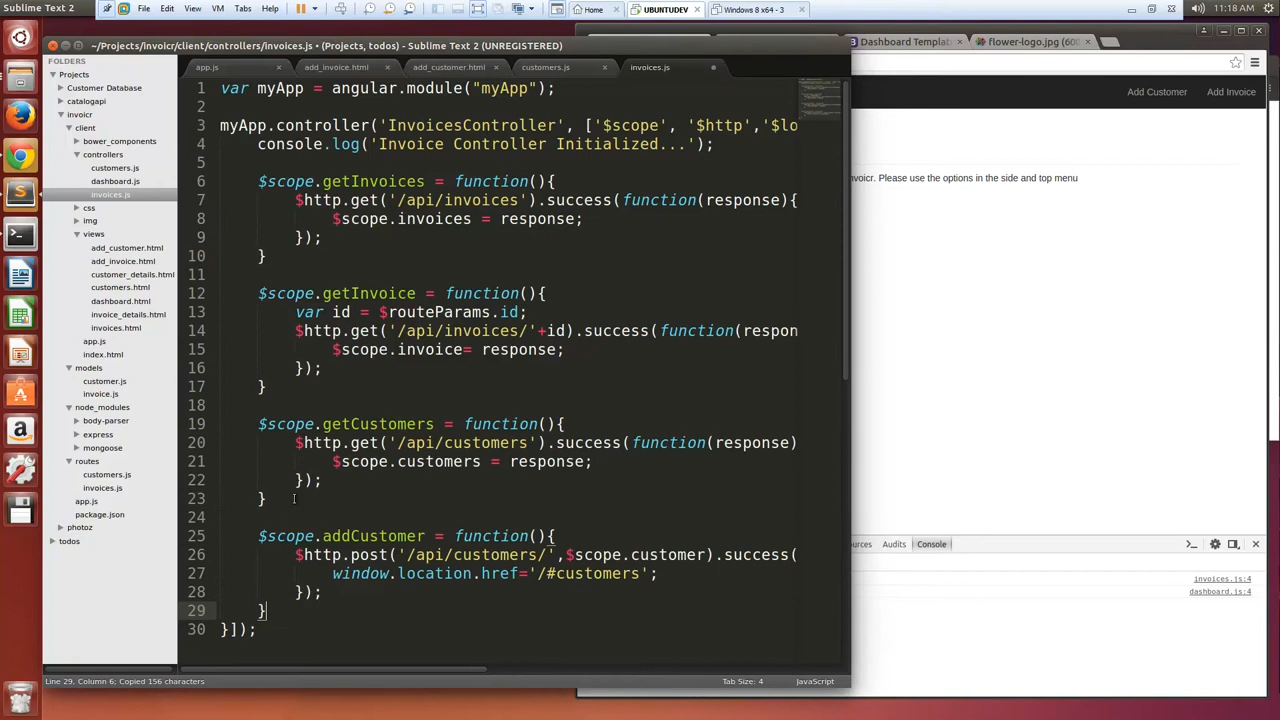 Sublime Text 2 File Edit View VM Tabs Help Home UBUNTUDEV Windows 8 x64 - 3 11:18 AM
~/Projects/invoicr/client/controllers/invoices.js • (Projects, todos) - Sublime Text 2 (UNREGISTERED)
Dashboard Templat flower-logo.jpg (600
FOLDERS
Projects
Customer Database
catalogapi
invoicr
client
bower_components
controllers
customers.js
dashboard.js
invoices.js
css
img
views
add_customer.html
add_invoice.html
customer_details.html
customers.html
dashboard.html
invoice_details.html
invoices.html
app.js
index.html
models
customer.js
invoice.js
node_modules
body-parser
express
mongoose
routes
customers.js
invoices.js
app.js
package.json
photoz
todos
app.js × add_invoice.html × add_customer.html × customers.js × invoices.js
1 var myApp = angular.module("myApp");
2
3 myApp.controller('InvoicesController', ['$scope', '$http','$lo
4 console.log('Invoice Controller Initialized...');
5
6 $scope.getInvoices = function(){
7 $http.get('/api/invoices').success(function(response){
8 $scope.invoices = response;
9 });
10 }
11
12 $scope.getInvoice = function(){
13 var id = $routeParams.id;
14 $http.get('/api/invoices/'+id).success(function(respon
15 $scope.invoice= response;
16 });
17 }
18
19 $scope.getCustomers = function(){
20 $http.get('/api/customers').success(function(response)
21 $scope.customers = response;
22 });
23 }
24
25 $scope.addCustomer = function(){
26 $http.post('/api/customers/',$scope.customer).success(
27 window.location.href='/#customers';
28 });
29 }
30 }]);
Line 29, Column 6; Copied 156 characters Tab Size: 4 JavaScript
Add Customer Add Invoice
nvoicr. Please use the options in the side and top menu
ources Audits Console
invoices.js:4
dashboard.js:4